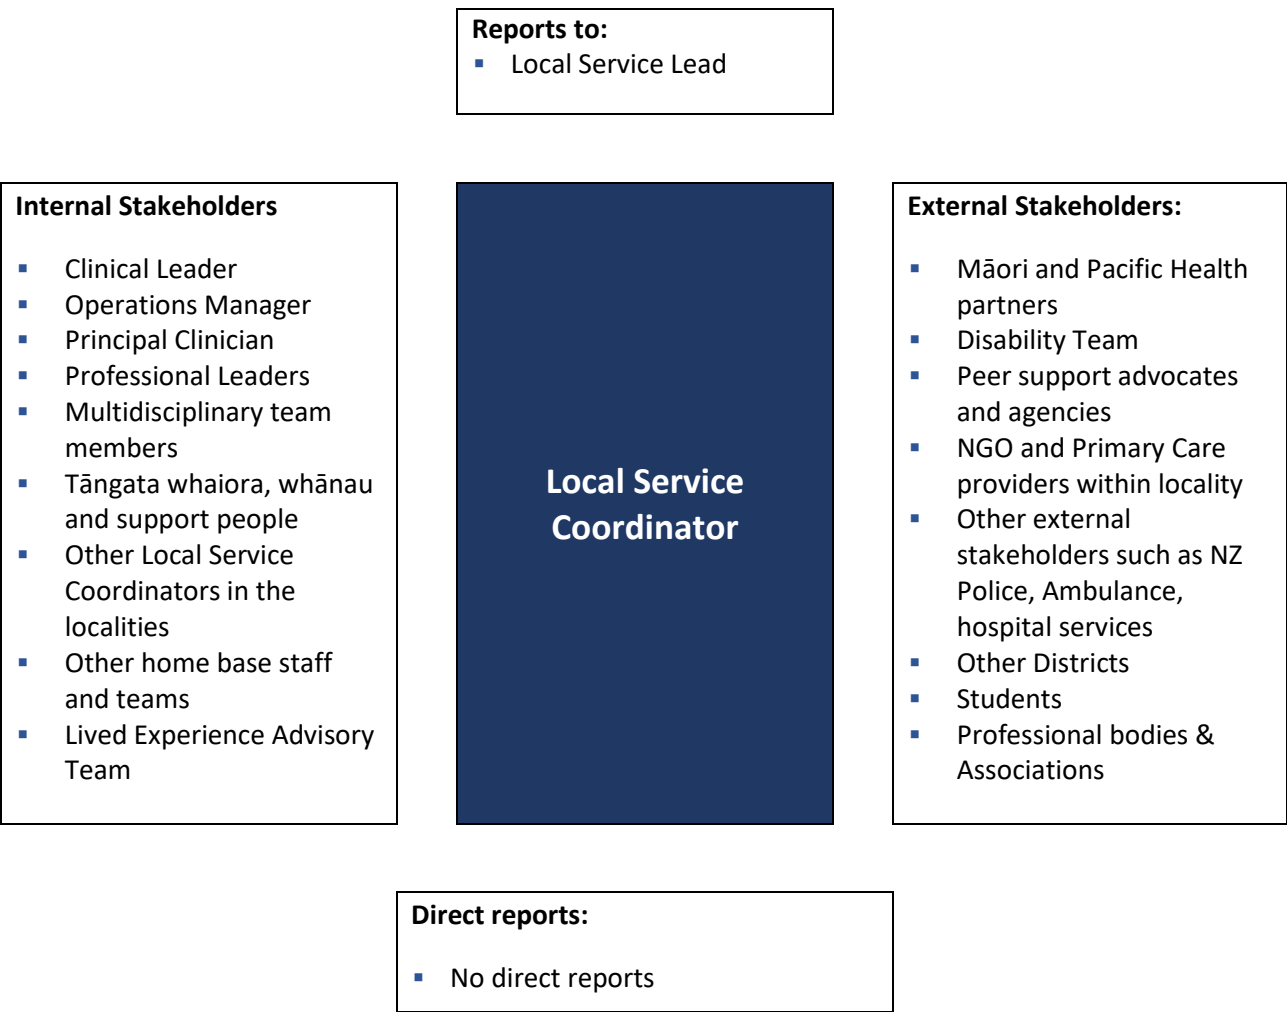 Reports to:
▪ Local Service Lead
Internal Stakeholders
▪ Clinical Leader
▪ Operations Manager
▪ Principal Clinician
▪ Professional Leaders
▪ Multidisciplinary team
members
▪ Tāngata whaiora, whānau
and support people
▪ Other Local Service
Coordinators in the
localities
▪ Other home base staff
and teams
▪ Lived Experience Advisory
Team
Local Service
Coordinator
External Stakeholders:
▪ Māori and Pacific Health
partners
▪ Disability Team
▪ Peer support advocates
and agencies
▪ NGO and Primary Care
providers within locality
▪ Other external
stakeholders such as NZ
Police, Ambulance,
hospital services
▪ Other Districts
▪ Students
▪ Professional bodies &
Associations
Direct reports:
▪ No direct reports